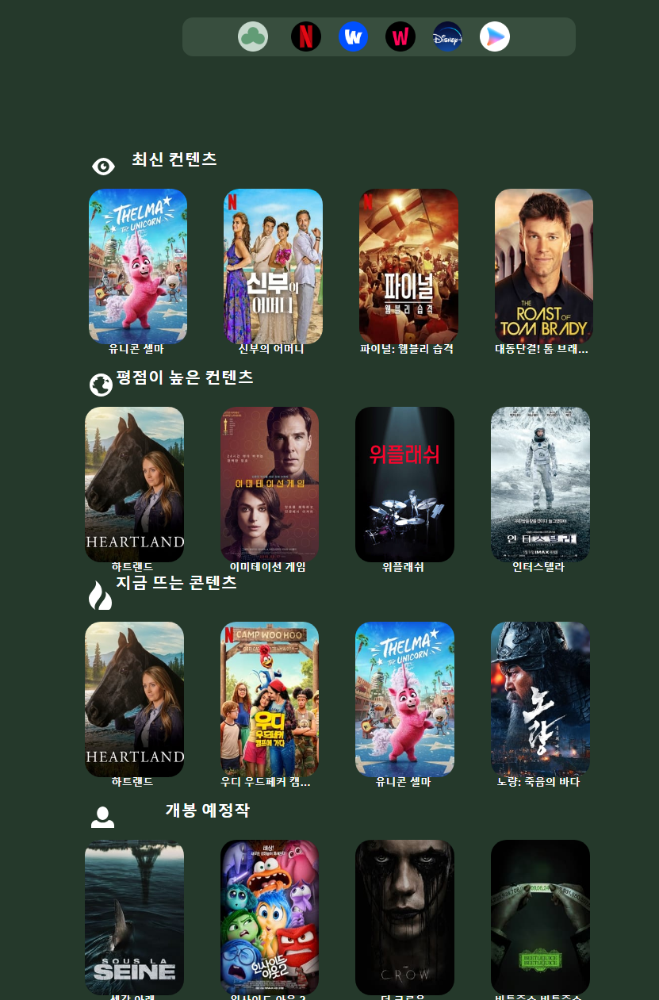 N
W
W
Disney+
최신 컨텐츠
THELMA
THE UNICORN
N
신부의
어머니
N
파이널
웸블리 습격
THE
ROAST OF
TOM BRADY
유니콘 셀마
신부의 어머니
파이널: 웸블리 습격
대동단결! 톰 브래...
평점이 높은 컨텐츠
HEARTLAND
이미테이션 게임
위플래쉬
인터스텔라
IMAX
하트랜드
이미테이션 게임
위플래쉬
인터스텔라
지금 뜨는 콘텐츠
HEARTLAND
N
CAMP WOO HOO
우디
우드페커
캠프에 가다
THELMA
THE UNICORN
노량
하트랜드
우디 우드페커 캠...
유니콘 셀마
노량: 죽음의 바다
개봉 예정작
SOUS LA
SEINE
인사이드
아웃2
CROW
09.06.24
BEETLEJUICE
BEETLEJUICE